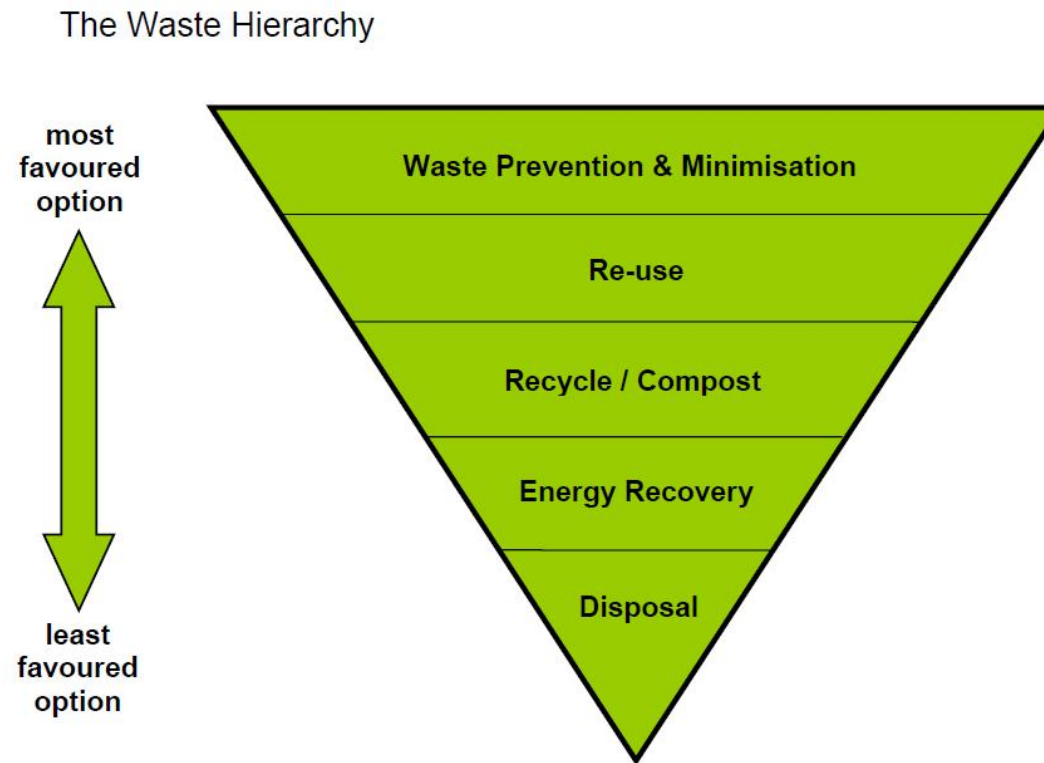 The Waste Hierarchy
most
favoured
option
Waste Prevention & Minimisation
Re-use
Recycle / Compost
Energy Recovery
Disposal
least
favoured
option